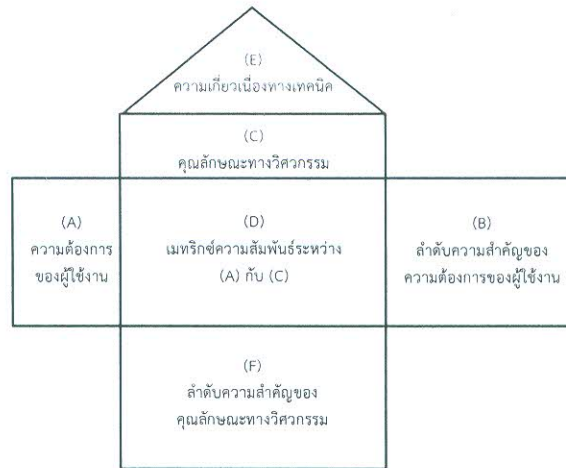 (E)
ความเกี่ยวเนื่องทางเทคนิค
(C)
คุณลักษณะทางวิศวกรรม
(A)
ความต้องการ
ของผู้ใช้งาน
(D)
เมทริกซ์ความสัมพันธ์ระหว่าง
(A) กับ (C)
(B)
ลำดับความสำคัญของ
ความต้องการของผู้ใช้งาน
(F)
ลำดับความสำคัญของ
คุณลักษณะทางวิศวกรรม